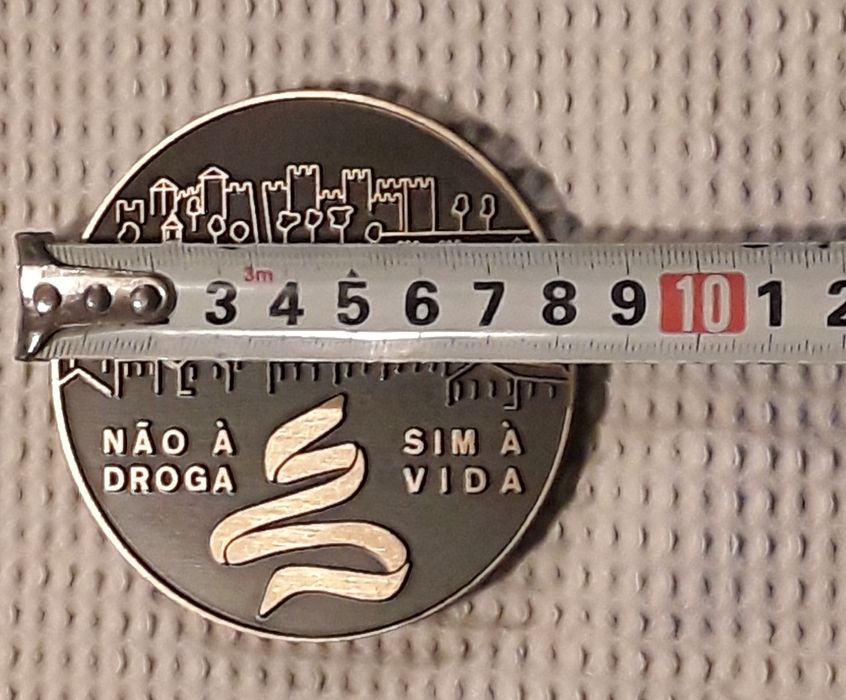 3m
3 4 5 6 7 8 9 10 1 2
NÃO À SIM À
DROGA VIDA